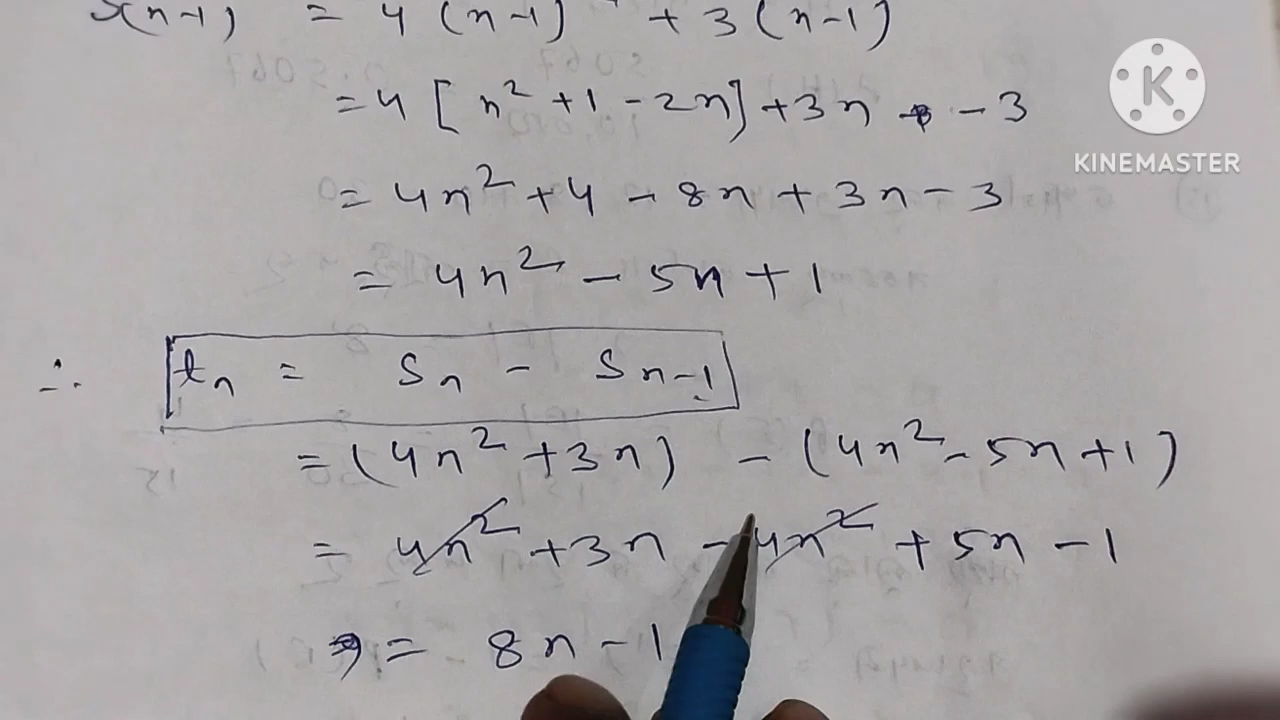 S(n-1) = 4(n-1)² + 3(n-1)
= 4[n² + 1 - 2n] + 3n - 3
= 4n² + 4 - 8n + 3n - 3
= 4n² - 5n + 1
∴ tn = Sn - Sn-1
= (4n² + 3n) - (4n² - 5n + 1)
= 4n² + 3n - 4n² + 5n - 1
= 8n - 1
KINEMASTER